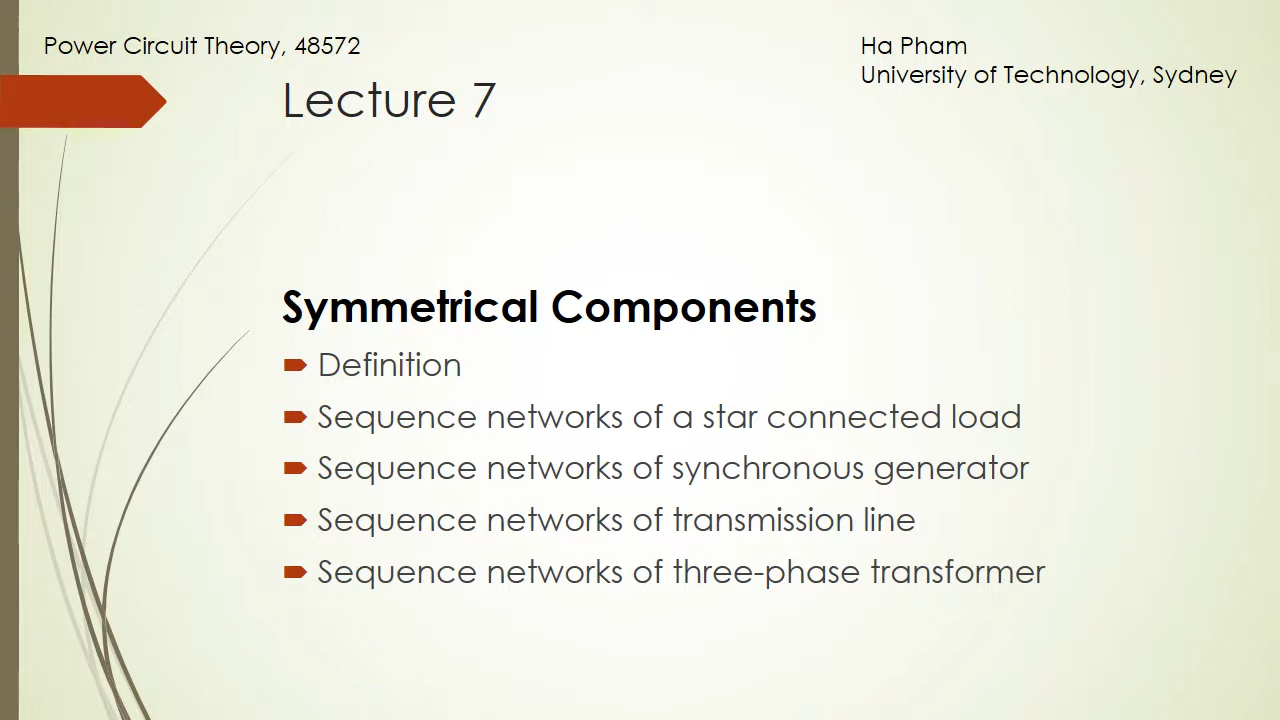 Power Circuit Theory, 48572
Ha Pham
University of Technology, Sydney
Lecture 7
Symmetrical Components
Definition
Sequence networks of a star connected load
Sequence networks of synchronous generator
Sequence networks of transmission line
Sequence networks of three-phase transformer